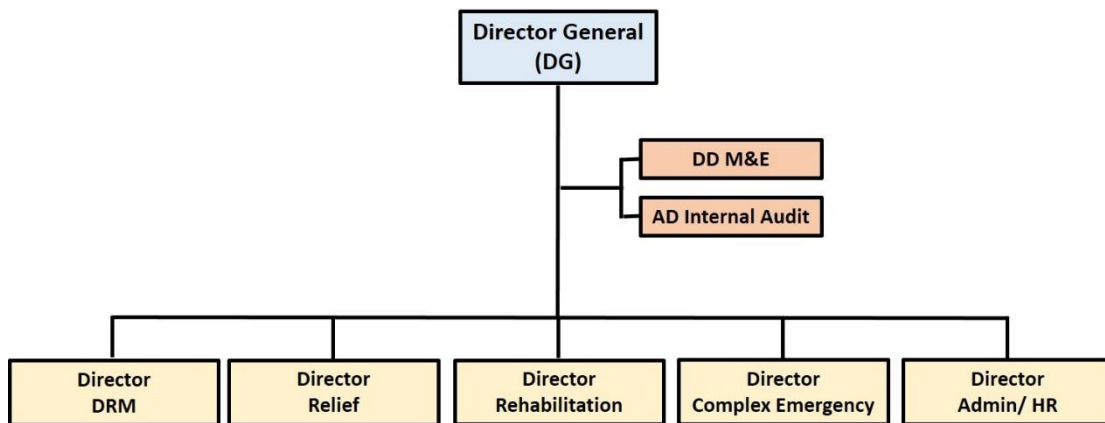 Director General
(DG)
DD M&E
AD Internal Audit
Director
DRM
Director
Relief
Director
Rehabilitation
Director
Complex Emergency
Director
Admin/ HR